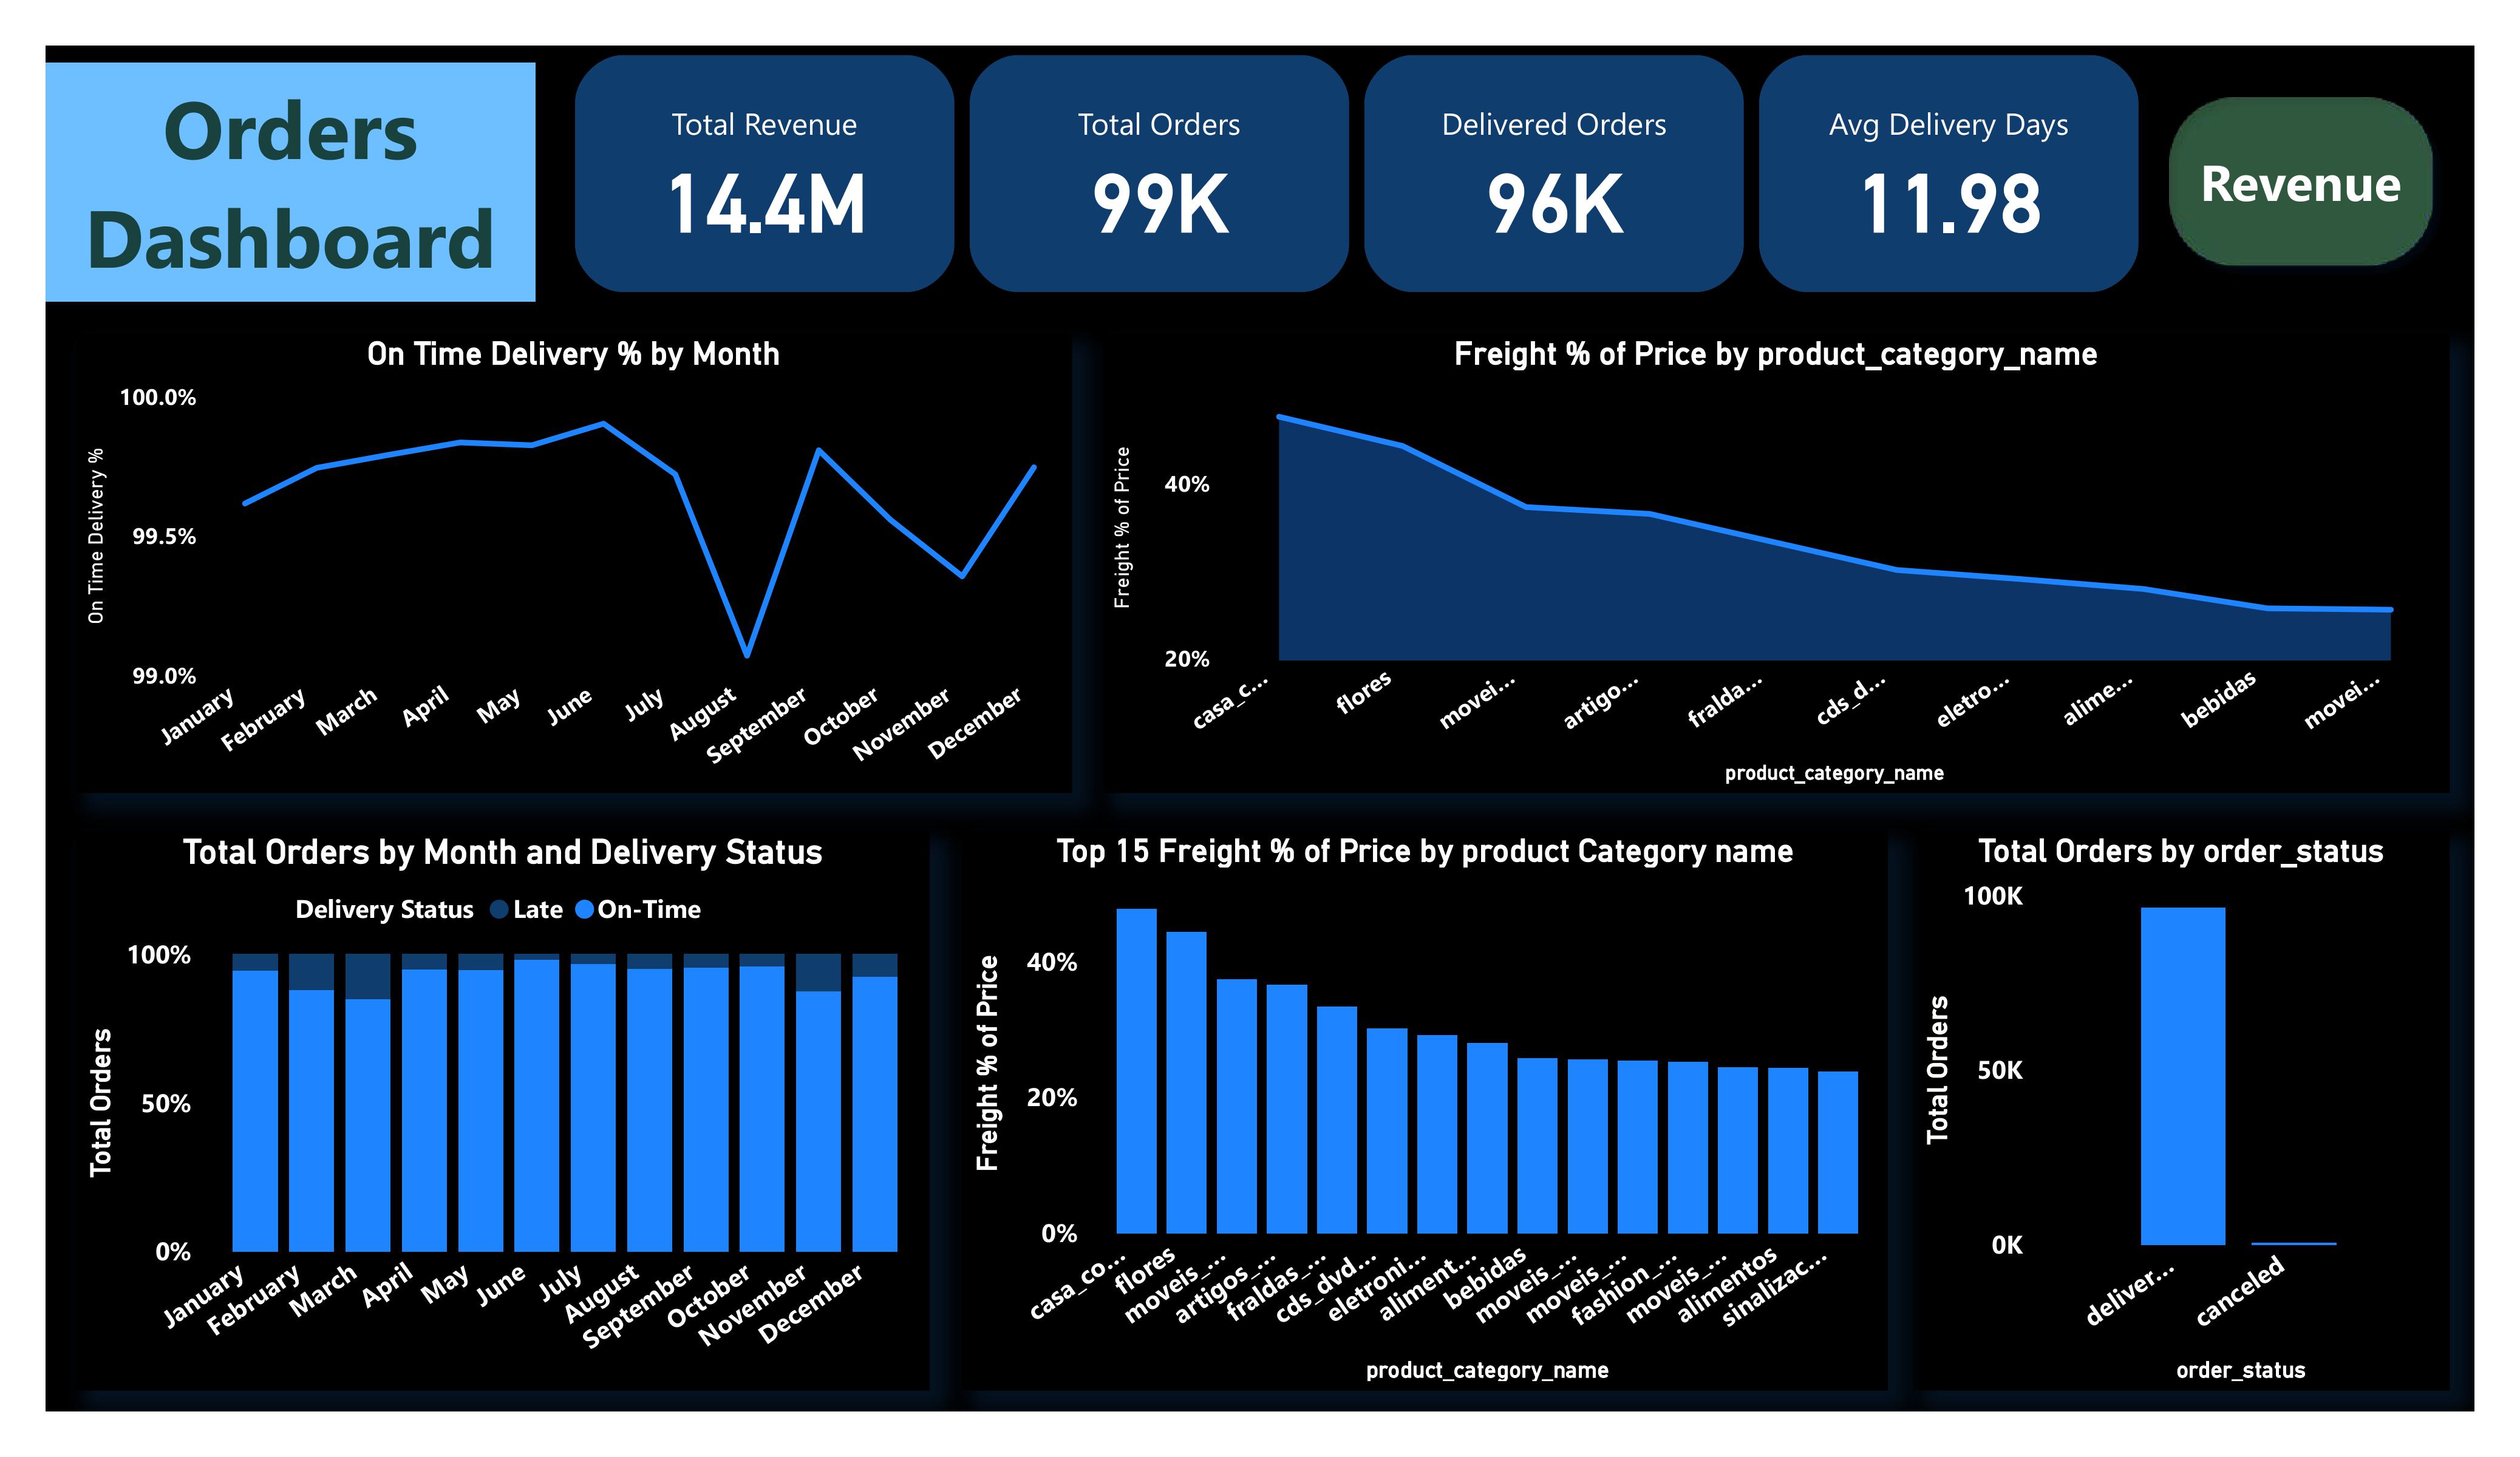 Orders
Dashboard
Total Revenue
14.4M
Total Orders
99K
Delivered Orders
96K
Avg Delivery Days
11.98
Revenue
On Time Delivery % by Month
On Time Delivery %
100.0%
99.5%
99.0%
January
February
March
April
May
June
July
August
September
October
November
December
Freight % of Price by product_category_name
Freight % of Price
40%
20%
casa_c...
flores
movei...
artigo...
fralda...
cds_d...
eletro...
alime...
bebidas
movei...
product_category_name
Total Orders by Month and Delivery Status
Delivery Status Late On-Time
Total Orders
100%
50%
0%
January
February
March
April
May
June
July
August
September
October
November
December
Top 15 Freight % of Price by product Category name
Freight % of Price
40%
20%
0%
casa_co...
flores
moveis_...
artigos_...
fraldas_...
cds_dvd...
eletroni...
aliment...
bebidas
moveis_...
moveis_...
fashion_...
moveis_...
alimentos
sinalizac...
product_category_name
Total Orders by order_status
Total Orders
100K
50K
0K
deliver...
canceled
order_status